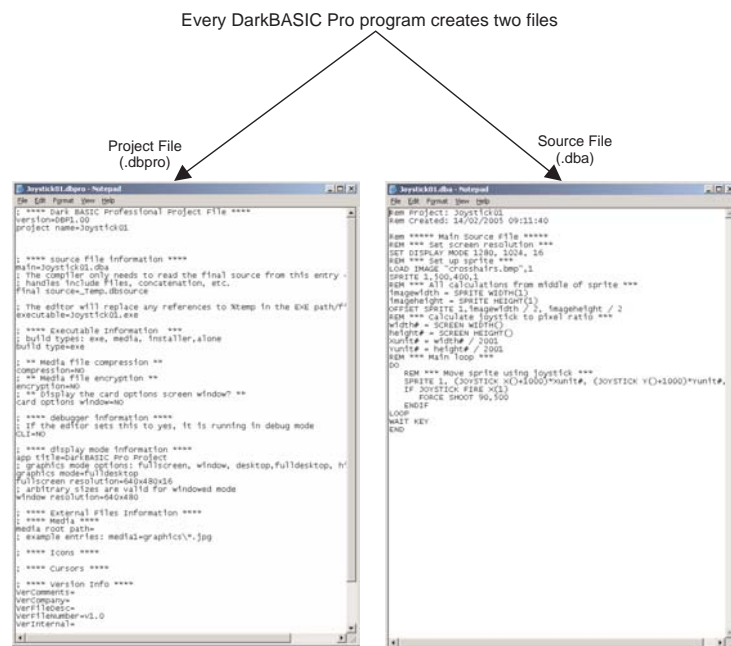 Every DarkBASIC Pro program creates two files
Project File
(.dbpro)
Source File
(.dba)
Joystick01.dbpro - Notepad
File Edit Format View Help
; **** Dark BASIC Professional Project File ****
version=DBP1.00
project name=Joystick01
; **** source file information ****
main=Joystick01.dba
; The compiler only needs to read the final source from this entry -
; handles include files, concatenation, etc.
final source=_Temp.dbsource
; The editor will replace any references to %temp in the EXE path/f
executable=Joystick01.exe
; **** Executable Information ***
; build types: exe, media, installer,alone
build type=exe
; ** Media file compression **
compression=NO
; ** Media file encryption **
encryption=NO
; ** Display the card options screen window? **
card options window=NO
; **** debugger information ****
; If the editor sets this to yes, it is running in debug mode
CLI=NO
; **** display mode information ****
app title=DarkBASIC Pro Project
; graphics mode options: fullscreen, window, desktop,fulldesktop, h
graphics mode=fulldesktop
fullscreen resolution=640x480x16
; arbitrary sizes are valid for windowed mode
window resolution=640x480
; **** External Files Information ****
; **** Media ****
media root path=
; example entries: media1=graphics\*.jpg
; **** Icons ****
; **** Cursors ****
; **** Version Info ****
VerComments=
VerCompany=
VerFileDesc=
VerFilenumber=v1.0
VerInternal=
Joystick01.dba - Notepad
File Edit Format View Help
Rem Project: Joystick01
Rem Created: 14/02/2005 09:11:40
Rem ***** Main Source File *****
REM *** Set screen resolution ***
SET DISPLAY MODE 1280, 1024, 16
REM *** Set up sprite ***
LOAD IMAGE "crosshairs.bmp",1
SPRITE 1,500,400,1
REM *** All calculations from middle of sprite ***
imagewidth = SPRITE WIDTH(1)
imageheight = SPRITE HEIGHT(1)
OFFSET SPRITE 1,imagewidth / 2, imageheight / 2
REM *** Calculate joystick to pixel ratio ***
width# = SCREEN WIDTH()
height# = SCREEN HEIGHT()
Xunit# = width# / 2001
Yunit# = height# / 2001
REM *** Main loop ***
DO
REM *** Move sprite using joystick ***
SPRITE 1, (JOYSTICK X()+1000)*Xunit#, (JOYSTICK Y()+1000)*Yunit#,
IF JOYSTICK FIRE X(1)
FORCE SHOOT 90,500
ENDIF
LOOP
WAIT KEY
END